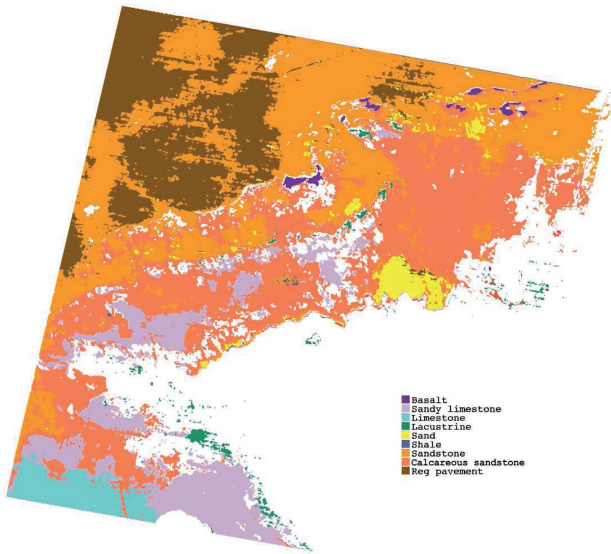 Basalt
Sandy limestone
Limestone
Lacustrine
Sand
Shale
Sandstone
Calcareous sandstone
Reg pavement